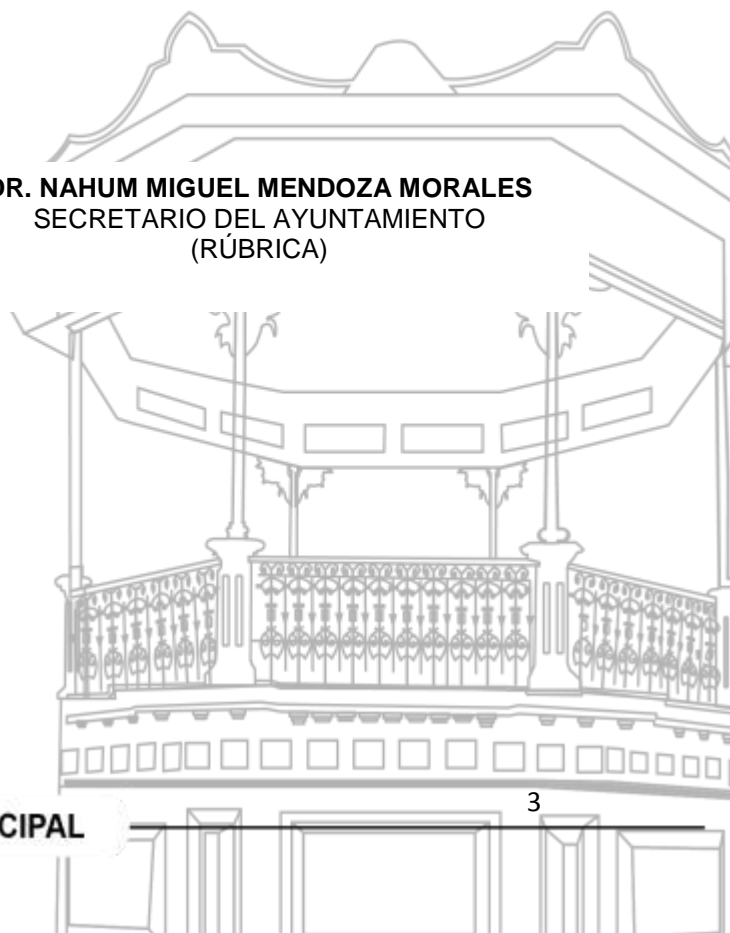 DR. NAHUM MIGUEL MENDOZA MORALES
SECRETARIO DEL AYUNTAMIENTO
(RÚBRICA)
3
CIPAL